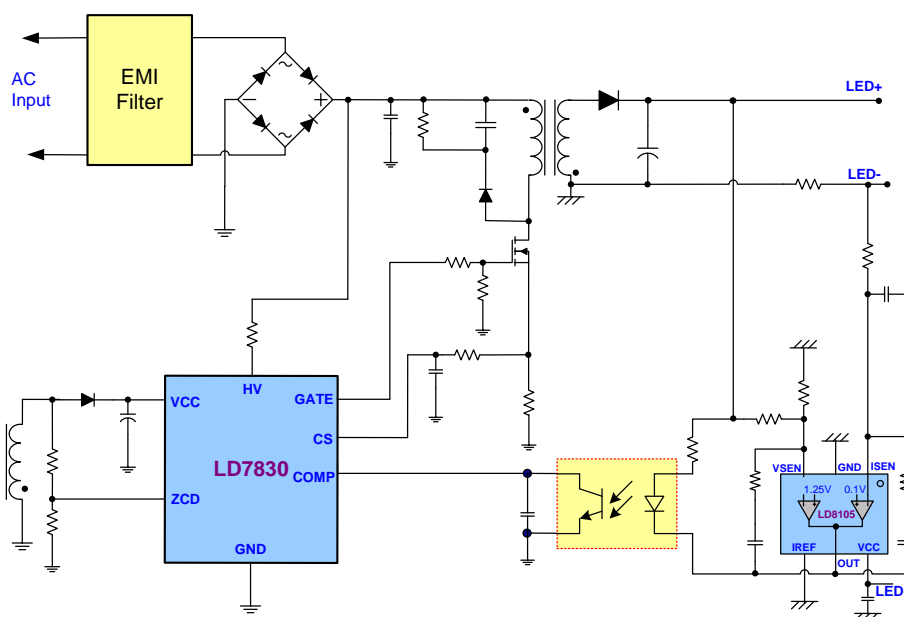 EMI
Filter
AC
Input
LED+
LED-
HV
VCC
GATE
CS
LD7830
COMP
ZCD
GND
VSEN
GND
ISEN
1.25V
0.1V
LD8105
IREF
VCC
OUT
LED